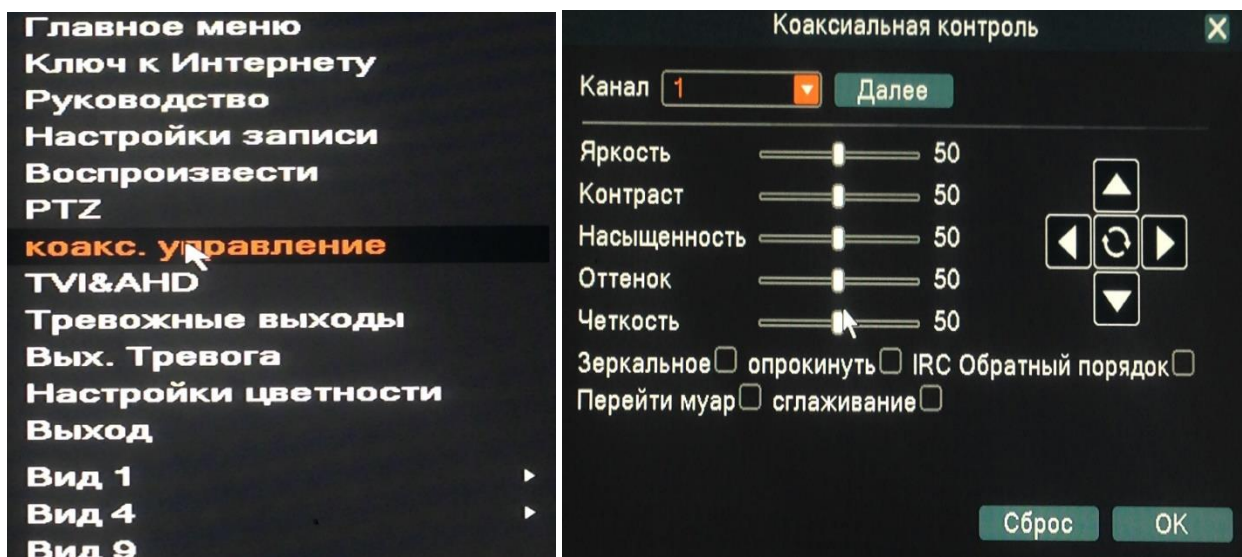 Главное меню
Ключ к Интернету
Руководство
Настройки записи
Воспроизвести
PTZ
коакс. управление
TVI&AHD
Тревожные выходы
Вых. Тревога
Настройки цветности
Выход
Вид 1
Вид 4
Вид 9
Коаксиальная контроль
Канал 1 Далее
Яркость 50
Контраст 50
Насыщенность 50
Оттенок 50
Четкость 50
Зеркальное опрокинуть IRC Обратный порядок
Перейти муар сглаживание
Сброс OK